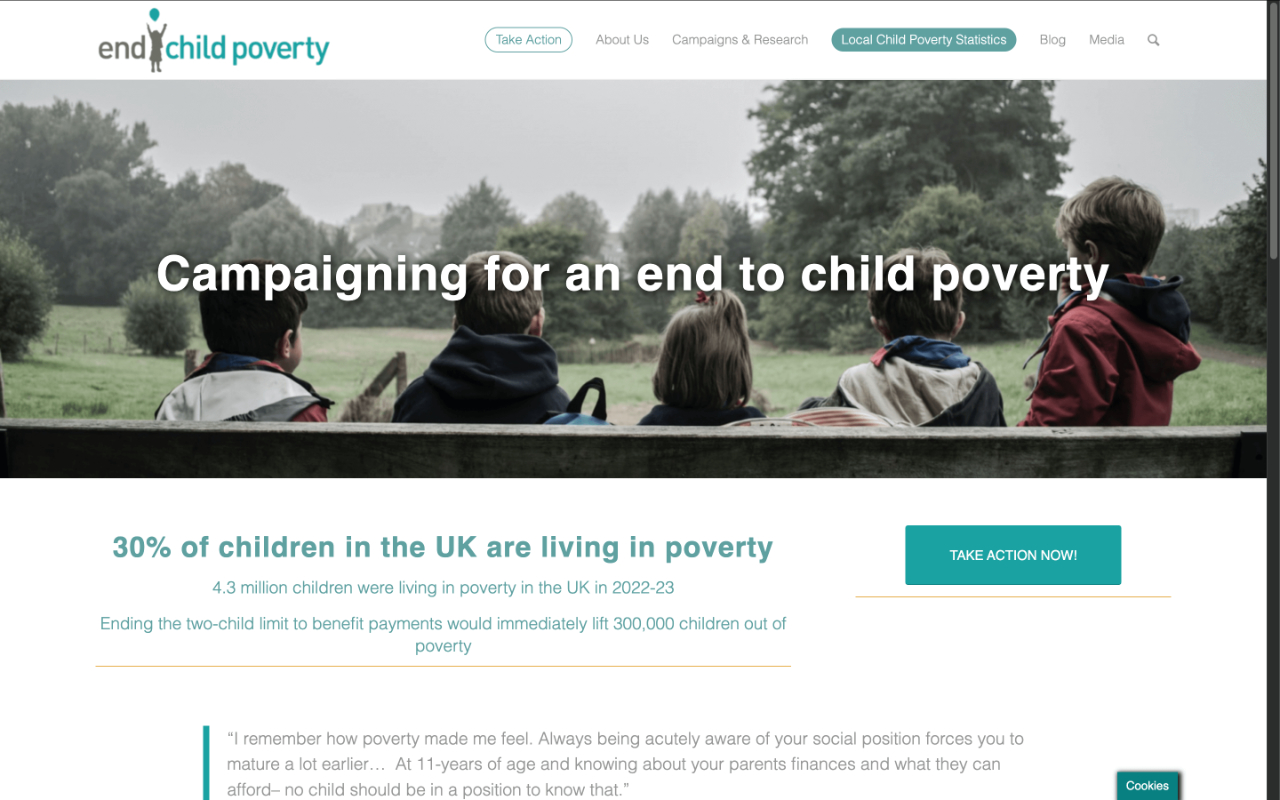 end child poverty
Take Action
About Us
Campaigns & Research
Local Child Poverty Statistics
Blog
Media
Campaigning for an end to child poverty
30% of children in the UK are living in poverty
4.3 million children were living in poverty in the UK in 2022-23
Ending the two-child limit to benefit payments would immediately lift 300,000 children out of
poverty
TAKE ACTION NOW!
“I remember how poverty made me feel. Always being acutely aware of your social position forces you to
mature a lot earlier… At 11-years of age and knowing about your parents finances and what they can
afford– no child should be in a position to know that.”
Cookies